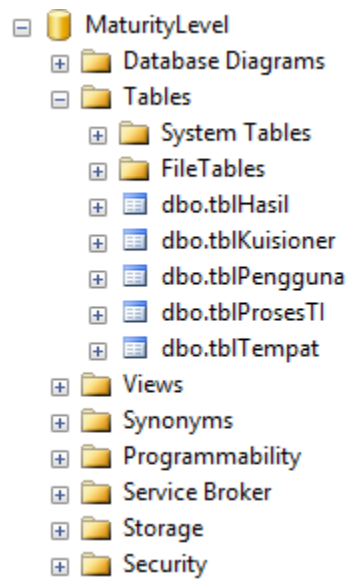 MaturityLevel
Database Diagrams
Tables
System Tables
FileTables
dbo.tblHasil
dbo.tblKuisioner
dbo.tblPengguna
dbo.tblProsesTI
dbo.tblTempat
Views
Synonyms
Programmability
Service Broker
Storage
Security